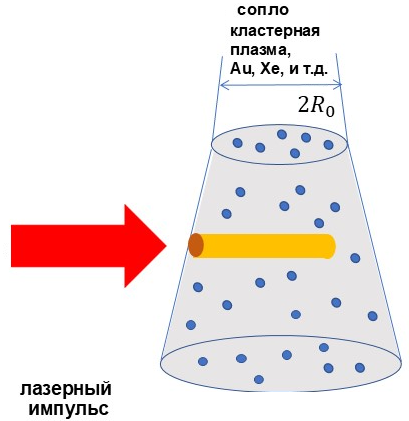 сопло
кластерная
плазма,
Au, Xe, и т.д.
2R₀
лазерный
импульс